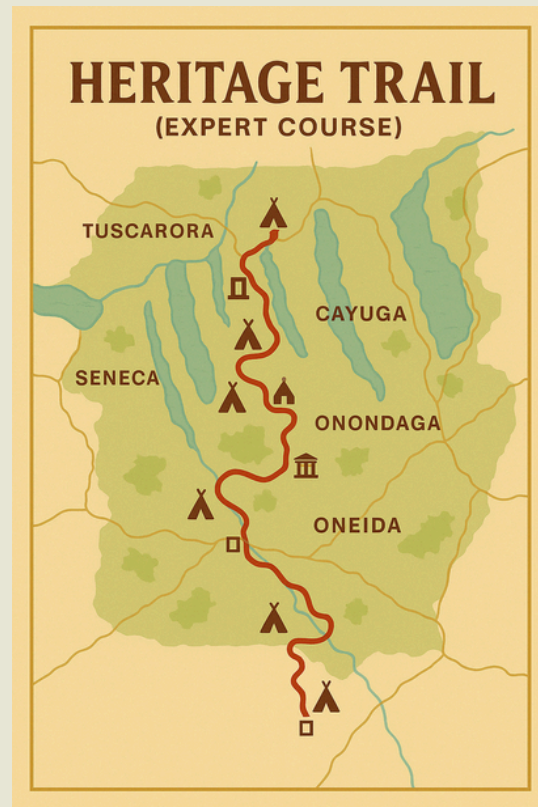 HERITAGE TRAIL
(EXPERT COURSE)
TUSCARORA
CAYUGA
SENECA
ONONDAGA
ONEIDA